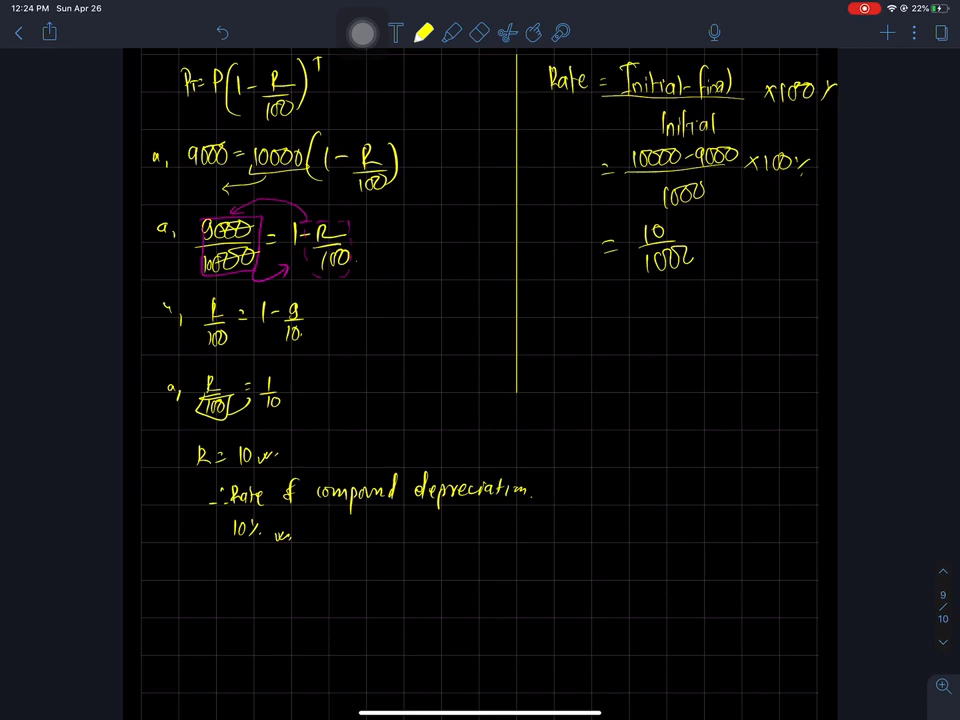 12:24 PM Sun Apr 26
22%
P_T = P(1 - R/100)^T
a, 9000 = 10000(1 - R/100)
a, 9000/10000 = 1 - R/100.
a, R/100 = 1 - 9/10.
a, R/100 = 1/10
R = 10
∴ Rate of compound depreciation.
10%
Rate = Initial - final/Initial × 100%
= 10000 - 9000/1000 × 100%
= 10/1000
9
/
10